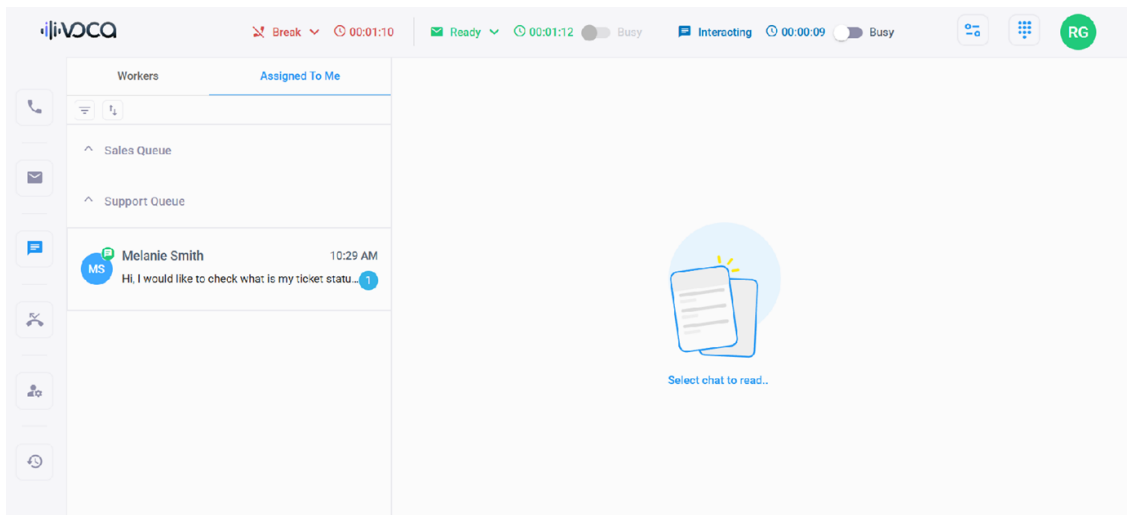 VOCA
Break 00:01:10 Ready 00:01:12 Busy Interacting 00:00:09 Busy RG
Workers Assigned To Me
Sales Queue
Support Queue
Melanie Smith 10:29 AM
MS
Hi, I would like to check what is my ticket statu... 1
Select chat to read..